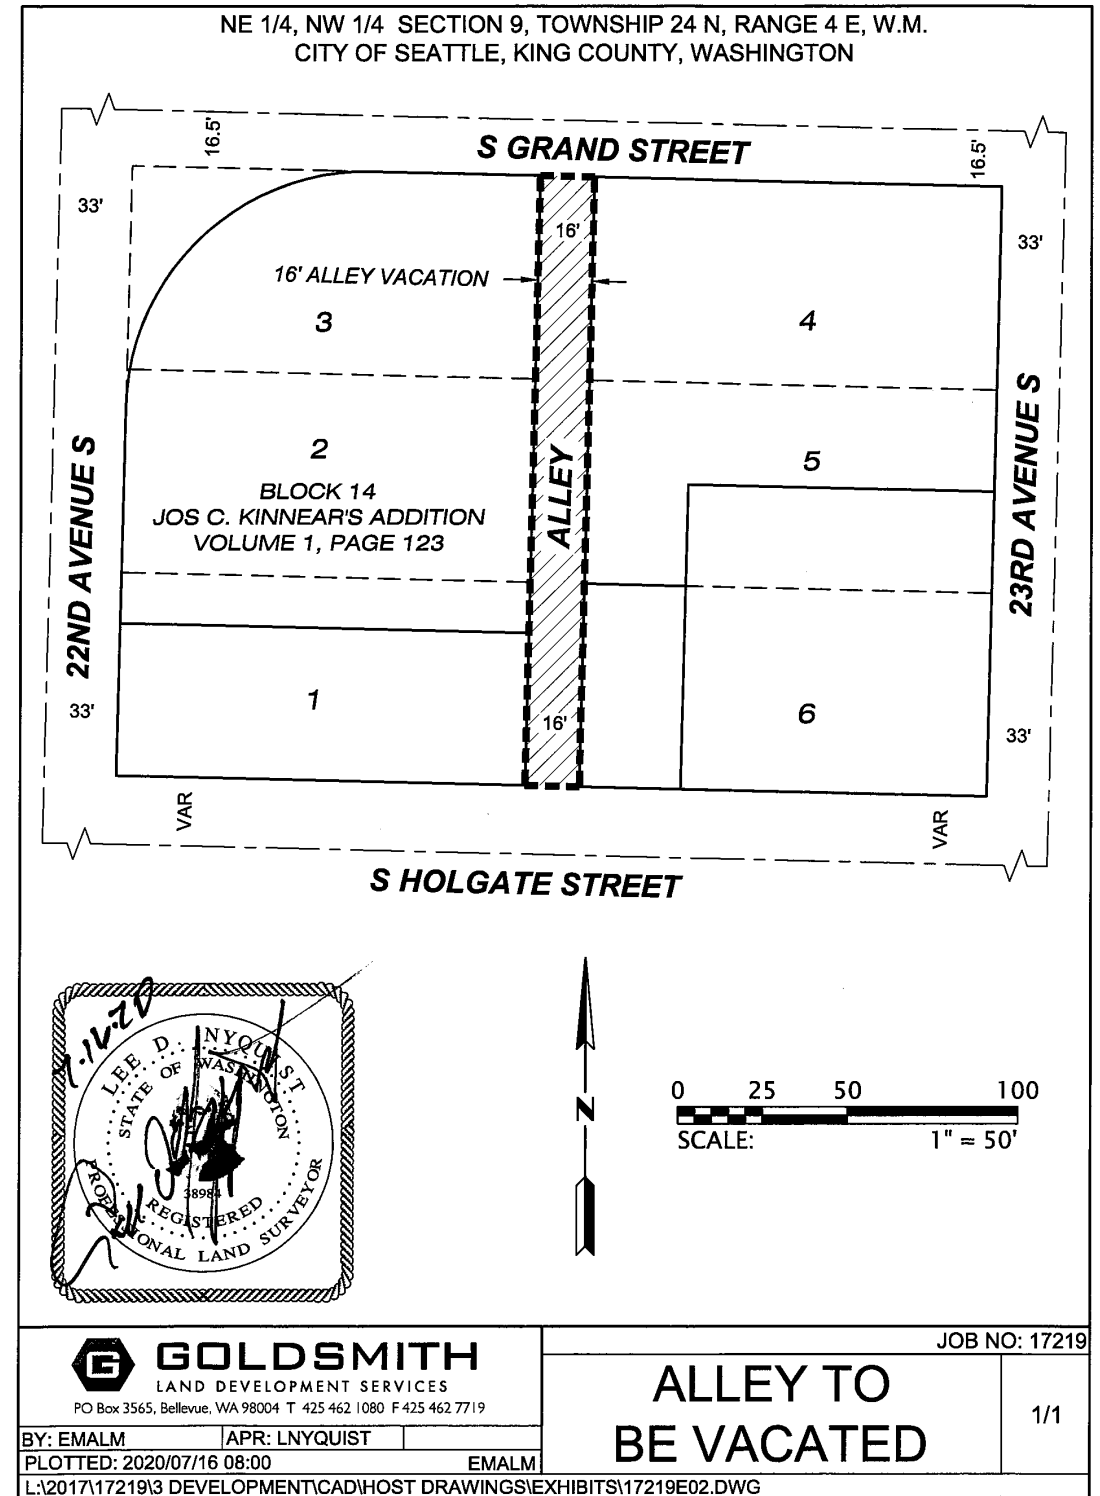 NE 1/4, NW 1/4 SECTION 9, TOWNSHIP 24 N, RANGE 4 E, W.M.
CITY OF SEATTLE, KING COUNTY, WASHINGTON
16.5'
S GRAND STREET
16.5'
33'
16'
33'
16' ALLEY VACATION
3
4
22ND AVENUE S
2
BLOCK 14
JOS C. KINNEAR'S ADDITION
VOLUME 1, PAGE 123
ALLEY
5
23RD AVENUE S
33'
1
16'
6
33'
VAR
VAR
S HOLGATE STREET
LEE D. NYQUIST
STATE OF WASHINGTON
38984
REGISTERED
PROFESSIONAL LAND SURVEYOR
N
0 25 50 100
SCALE: 1" = 50'
G GOLDSMITH
LAND DEVELOPMENT SERVICES
PO Box 3565, Bellevue, WA 98004 T 425 462 1080 F 425 462 7719
BY: EMALM APR: LNYQUIST
PLOTTED: 2020/07/16 08:00 EMALM
L:\2017\17219\3 DEVELOPMENT\CAD\HOST DRAWINGS\EXHIBITS\17219E02.DWG
JOB NO: 17219
ALLEY TO
BE VACATED
1/1